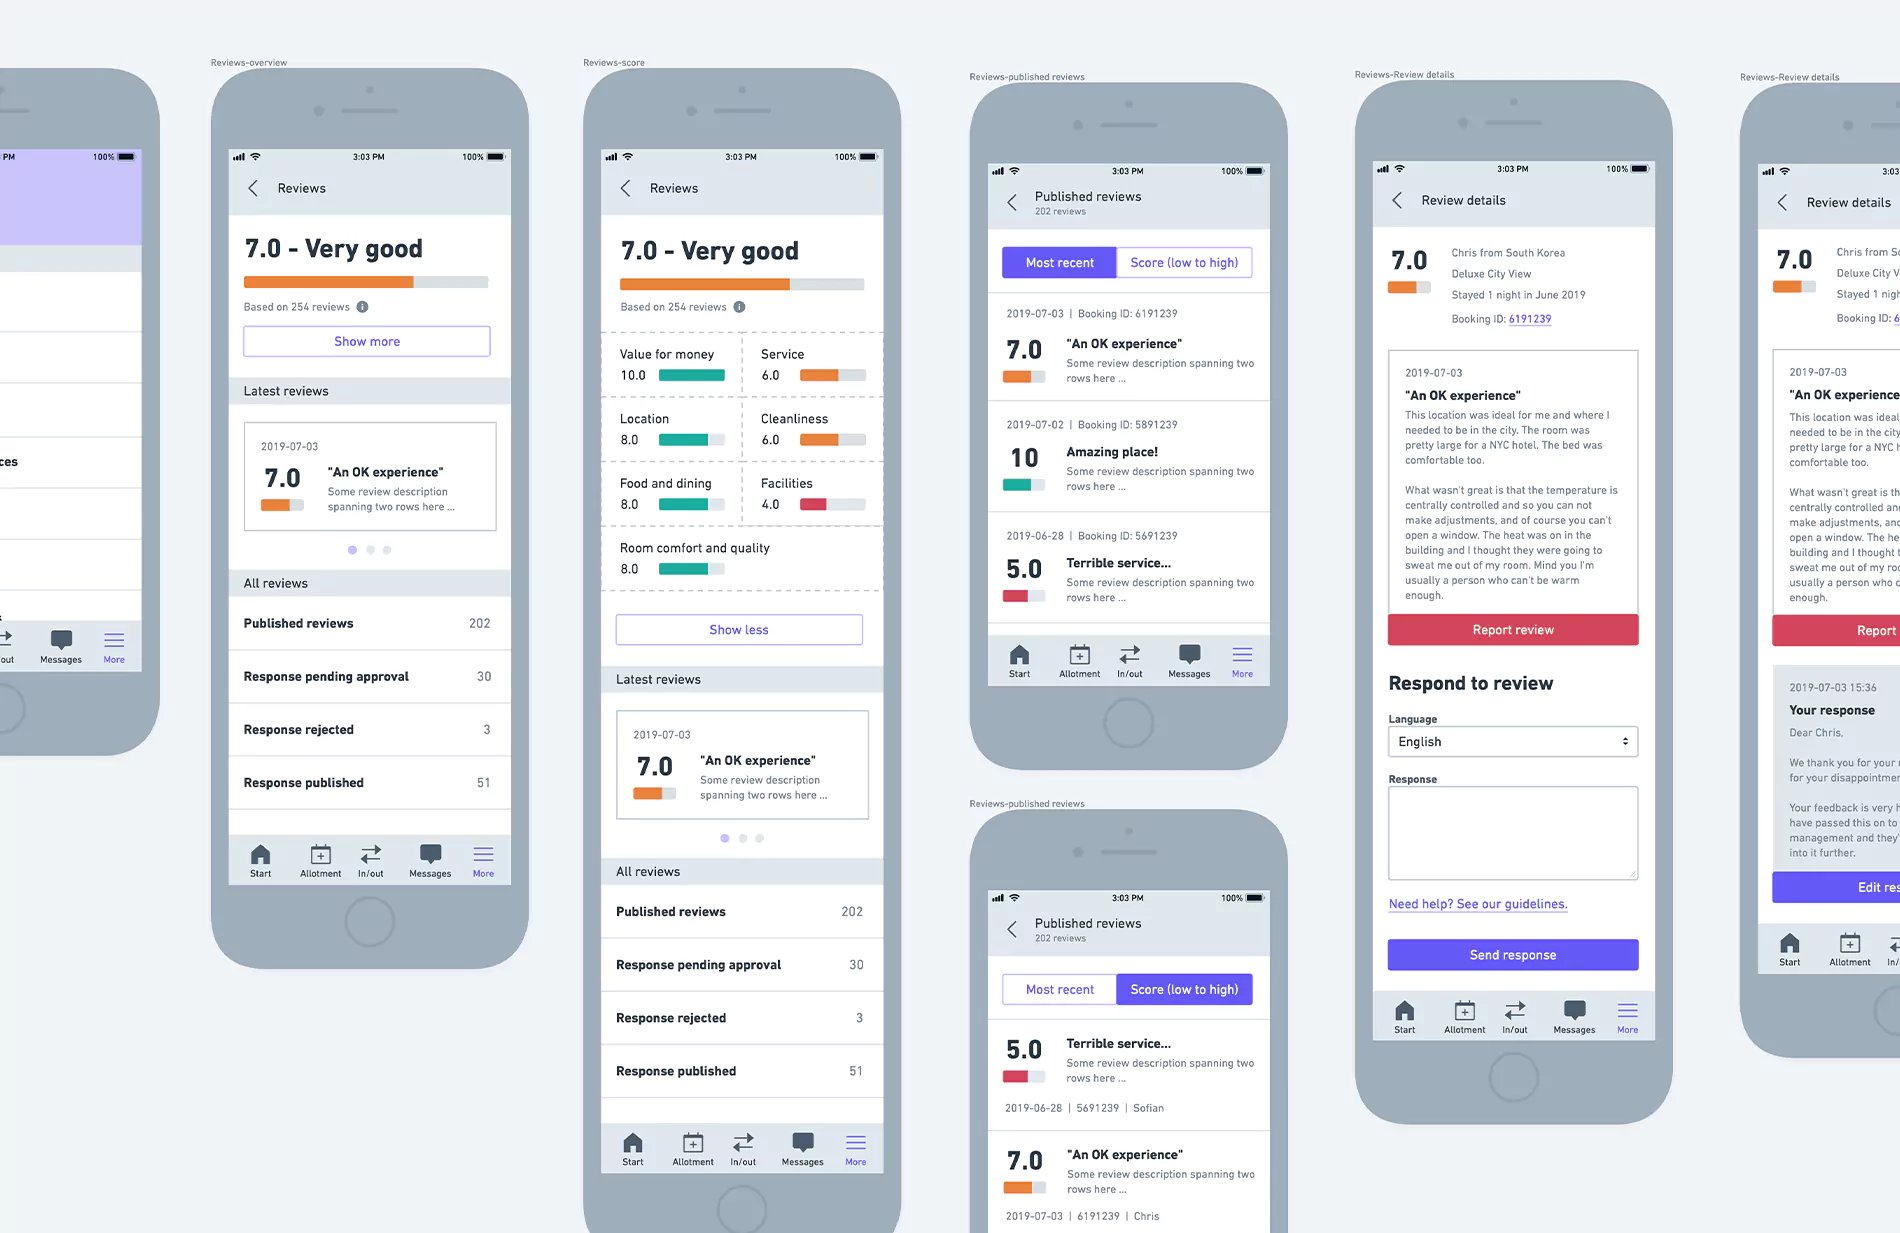 PM
100%
ces
out
Messages
More
Reviews-overview
3:03 PM
100%
Reviews
7.0 - Very good
Based on 254 reviews
Show more
Latest reviews
2019-07-03
7.0
"An OK experience"
Some review description
spanning two rows here ...
All reviews
Published reviews
202
Response pending approval
30
Response rejected
3
Response published
51
Start
Allotment
In/out
Messages
More
Reviews-score
3:03 PM
100%
Reviews
7.0 - Very good
Based on 254 reviews
Value for money
10.0
Service
6.0
Location
8.0
Cleanliness
6.0
Food and dining
8.0
Facilities
4.0
Room comfort and quality
8.0
Show less
Latest reviews
2019-07-03
7.0
"An OK experience"
Some review description
spanning two rows here ...
All reviews
Published reviews
202
Response pending approval
30
Response rejected
3
Response published
51
Start
Allotment
In/out
Messages
More
Reviews-published reviews
3:03 PM
100%
Published reviews
202 reviews
Most recent
Score (low to high)
2019-07-03 | Booking ID: 6191239
7.0
"An OK experience"
Some review description spanning two
rows here ...
2019-07-02 | Booking ID: 5891239
10
Amazing place!
Some review description spanning two
rows here ...
2019-06-28 | Booking ID: 5691239
5.0
Terrible service...
Some review description spanning two
rows here ...
Start
Allotment
In/out
Messages
More
Reviews-published reviews
3:03 PM
100%
Published reviews
202 reviews
Most recent
Score (low to high)
5.0
Terrible service...
Some review description spanning two
rows here ...
2019-06-28 | 5691239 | Sofian
7.0
"An OK experience"
Some review description spanning two
rows here ...
2019-07-03 | 6191239 | Chris
Reviews-Review details
3:03 PM
100%
Review details
7.0
Chris from South Korea
Deluxe City View
Stayed 1 night in June 2019
Booking ID: 6191239
2019-07-03
"An OK experience"
This location was ideal for me and where I
needed to be in the city. The room was
pretty large for a NYC hotel. The bed was
comfortable too.
What wasn't great is that the temperature is
centrally controlled and so you can not
make adjustments, and of course you can't
open a window. The heat was on in the
building and I thought they were going to
sweat me out of my room. Mind you I'm
usually a person who can't be warm
enough.
Report review
Respond to review
Language
English
Response
Need help? See our guidelines.
Send response
Start
Allotment
In/out
Messages
More
Reviews-Review details
3:03
Review details
7.0
Chris from S
Deluxe City V
Stayed 1 nigh
Booking ID: 6
2019-07-03
"An OK experience
This location was ideal
needed to be in the city
pretty large for a NYC h
comfortable too.
What wasn't great is th
centrally controlled and
make adjustments, and
open a window. The he
building and I thought t
sweat me out of my roo
usually a person who c
enough.
Report
2019-07-03 15:36
Your response
Dear Chris,
We thank you for your
for your disappointmen
Your feedback is very h
have passed this on to
management and they'
into it further.
Edit res
Start
Allotment
In/